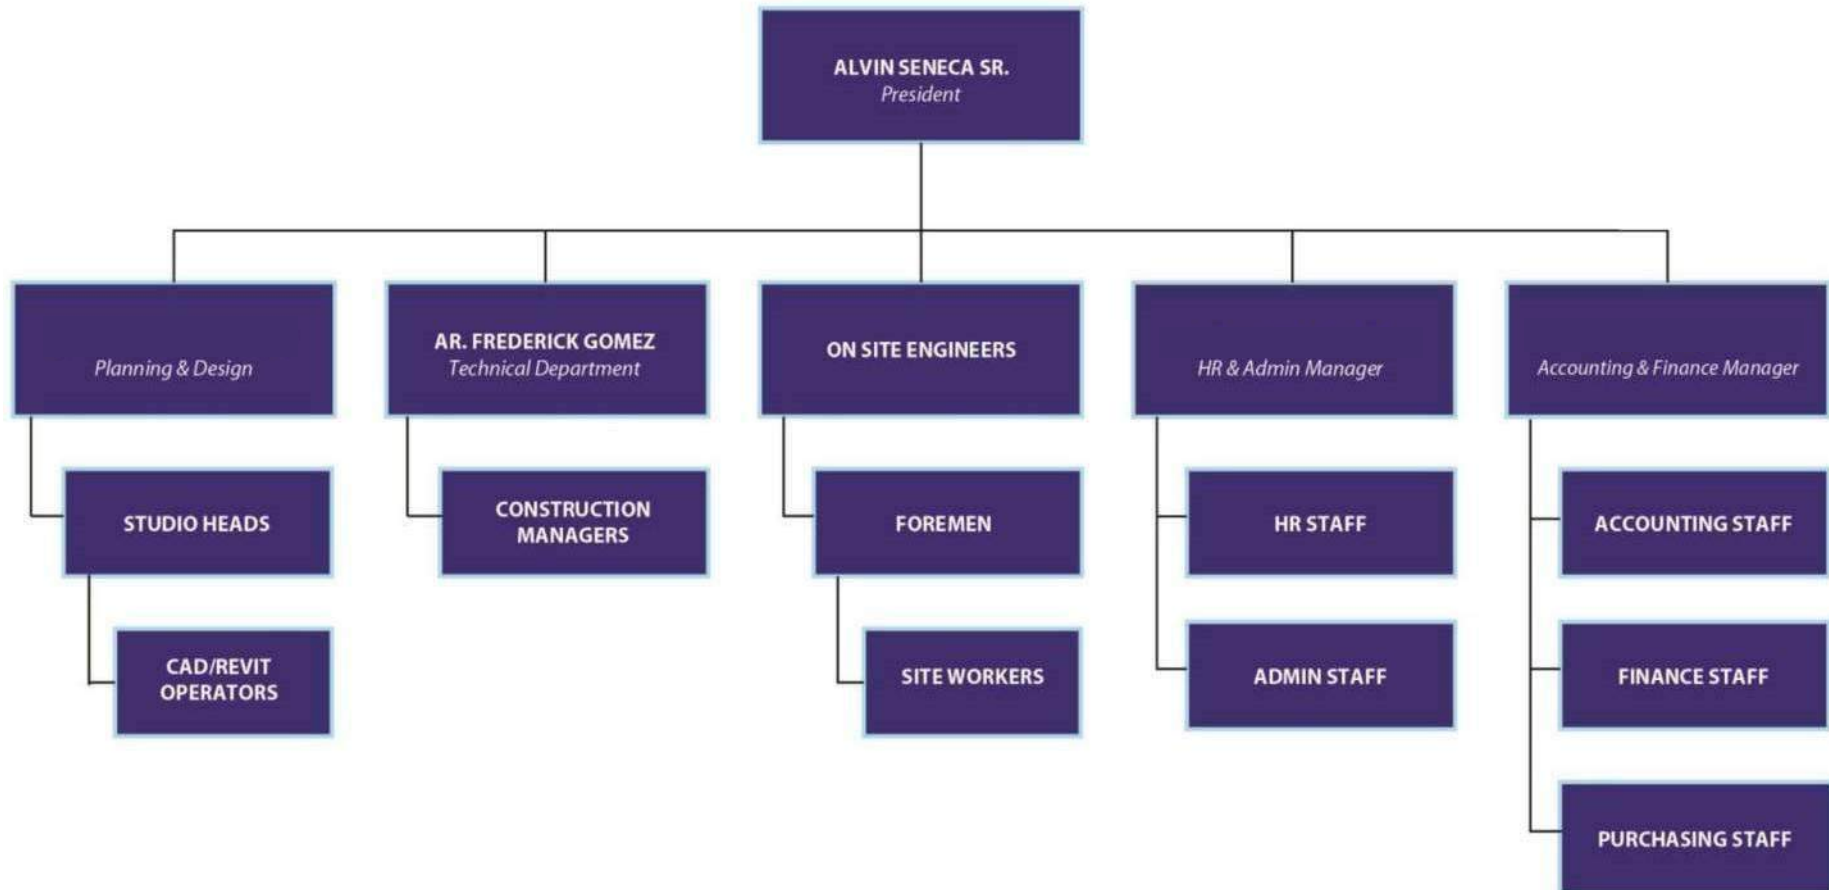 ALVIN SENECA SR.
President
Planning & Design
AR. FREDERICK GOMEZ
Technical Department
ON SITE ENGINEERS
HR & Admin Manager
Accounting & Finance Manager
STUDIO HEADS
CONSTRUCTION
MANAGERS
FOREMEN
HR STAFF
ACCOUNTING STAFF
CAD/REVIT
OPERATORS
SITE WORKERS
ADMIN STAFF
FINANCE STAFF
PURCHASING STAFF